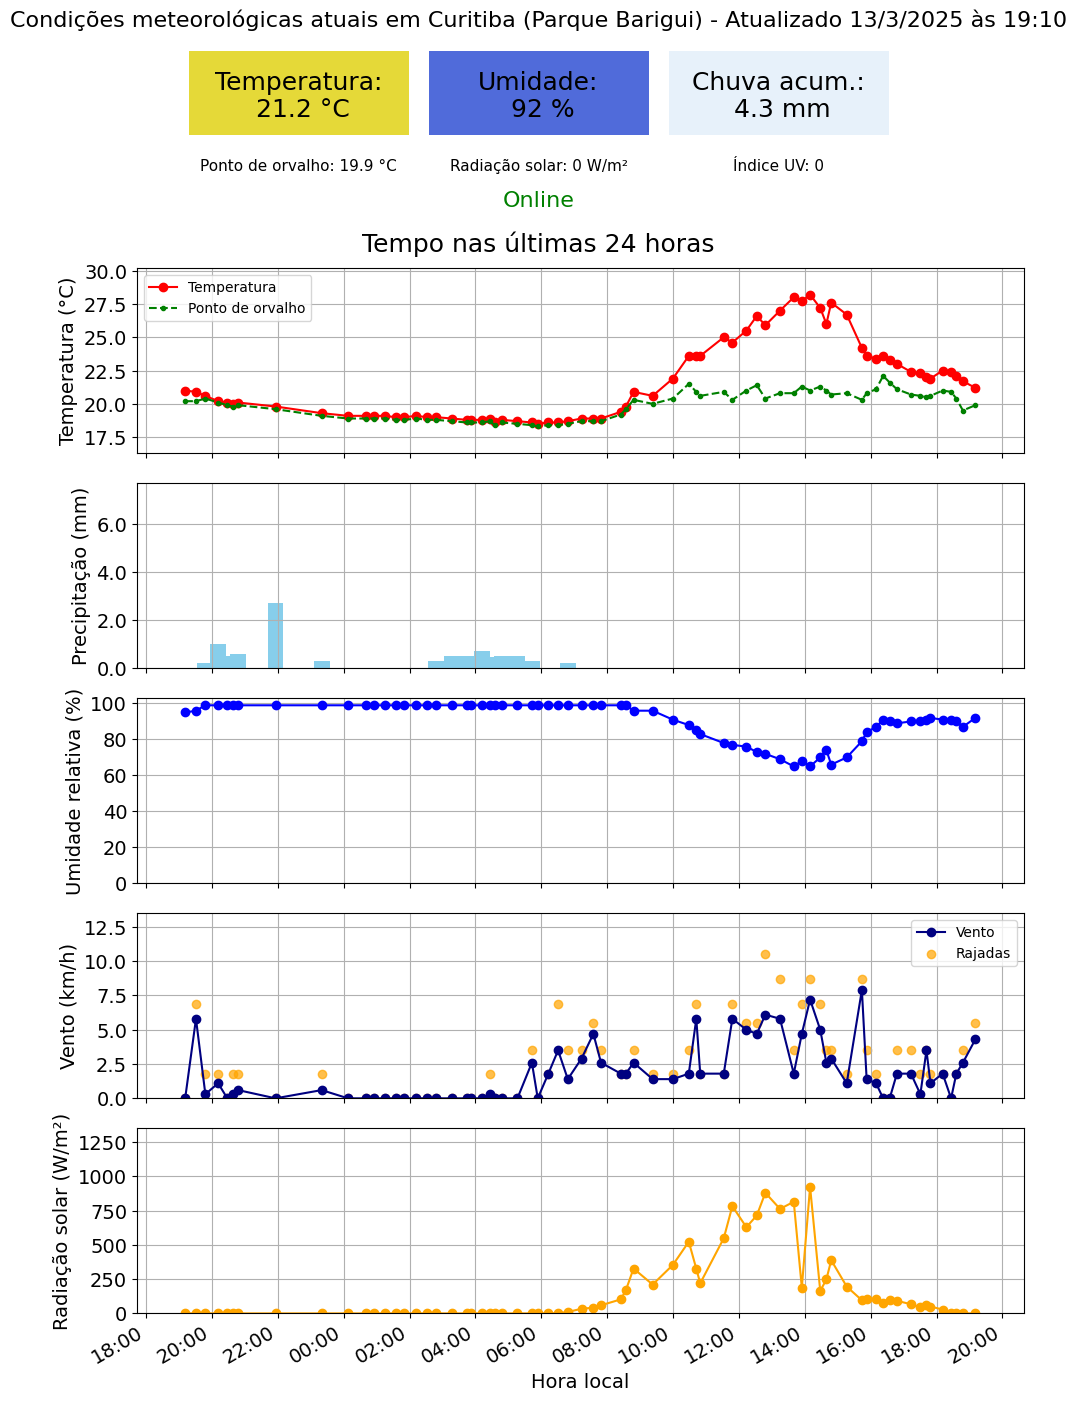 Condições meteorológicas atuais em Curitiba (Parque Barigui) - Atualizado 13/3/2025 às 19:10
Temperatura:
21.2 °C
Umidade:
92 %
Chuva acum.:
4.3 mm
Ponto de orvalho: 19.9 °C
Radiação solar: 0 W/m²
Índice UV: 0
Online
Tempo nas últimas 24 horas
Temperatura (°C)
30.0
27.5
25.0
22.5
20.0
17.5
Temperatura
Ponto de orvalho
Precipitação (mm)
6.0
4.0
2.0
0.0
Umidade relativa (%)
100
80
60
40
20
0
Vento (km/h)
12.5
10.0
7.5
5.0
2.5
0.0
Vento
Rajadas
Radiação solar (W/m²)
1250
1000
750
500
250
0
18:00
20:00
22:00
00:00
02:00
04:00
06:00
08:00
10:00
12:00
14:00
16:00
18:00
20:00
Hora local